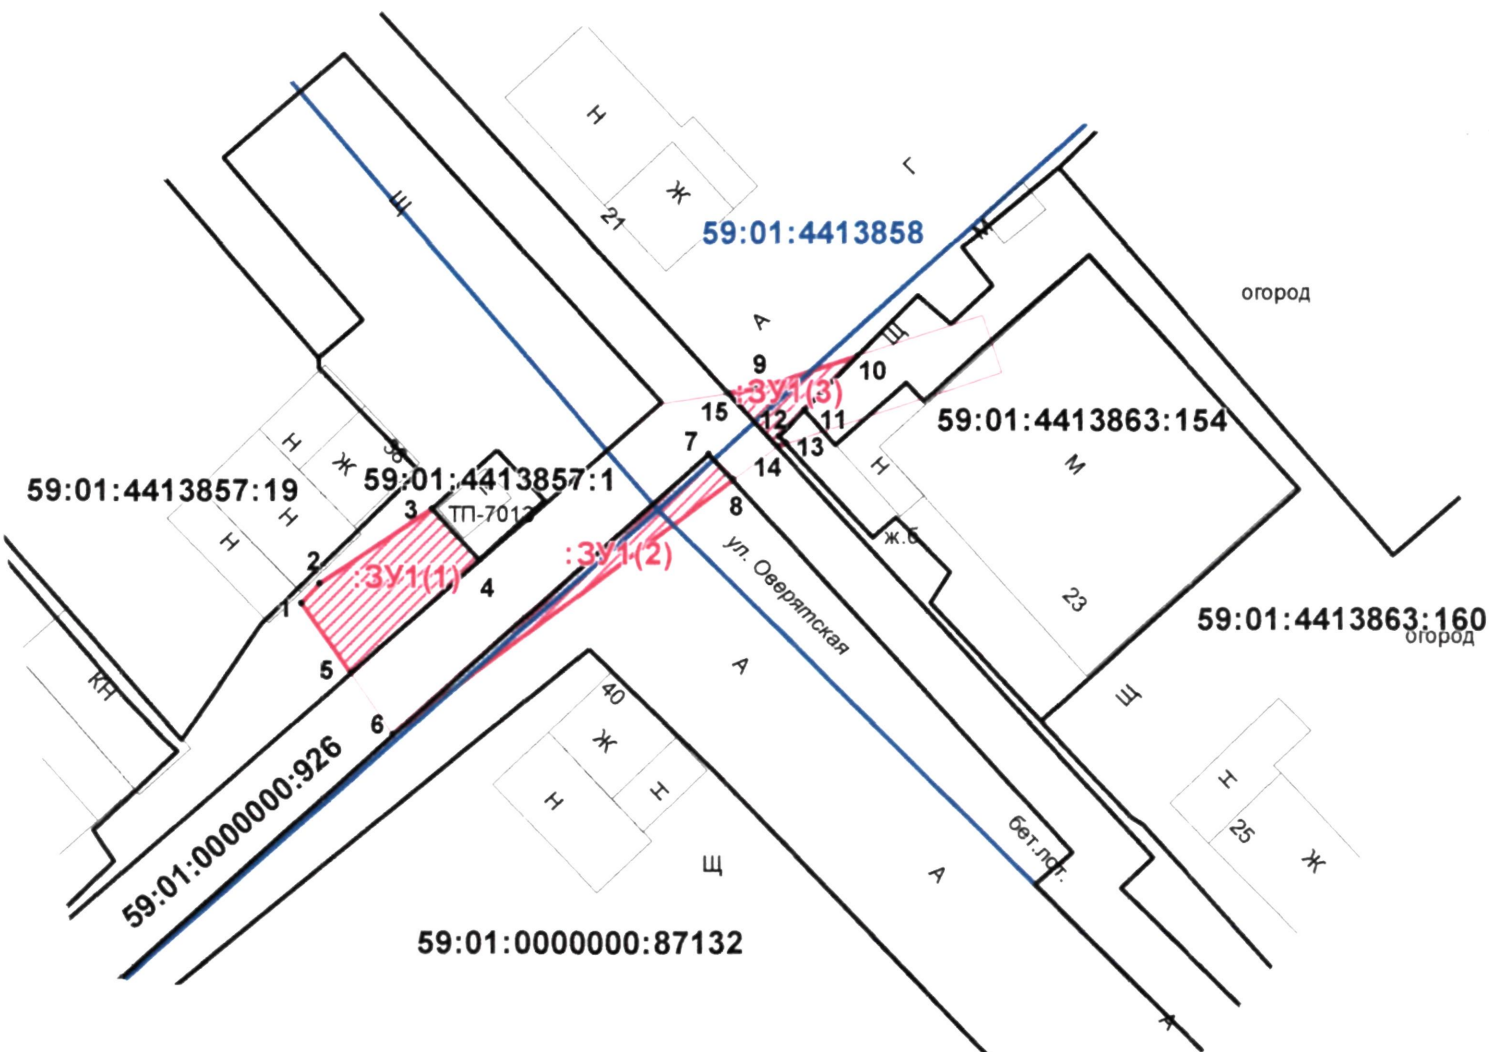 Н
Г
Щ
Ж
21
59:01:4413858
М
огород
А
Щ
9
10
:ЗУ1(3)
15
12
11
59:01:4413863:154
7
13
Н
Ж
59:01:4413857:1
14
Н
М
59:01:4413857:19
3
8
Н
ТП-7013
Н
ж.б
2
:ЗУ1(1)
:ЗУ1(2)
ул. Оверятская
4
1
23
59:01:4413863:160
огород
5
А
КН
40
Щ
6
Ж
59:01:0000000:926
Н
Н
Н
25
бет.лот.
Ж
Щ
А
59:01:0000000:87132
А